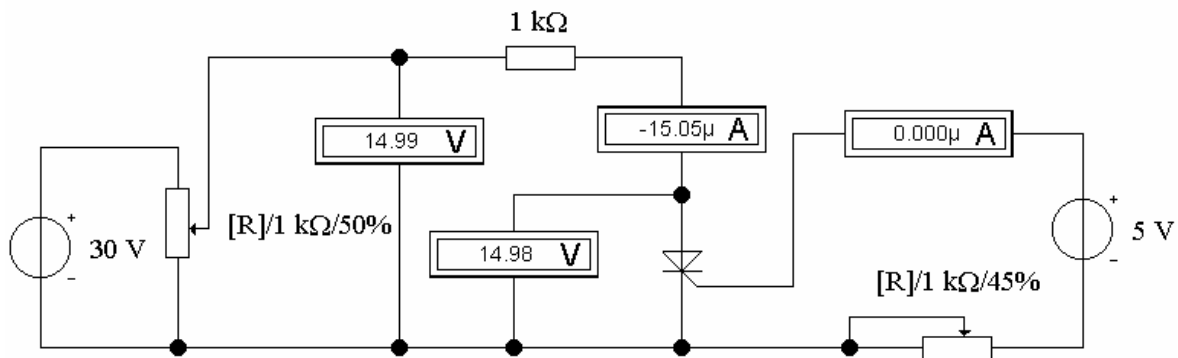 1 kΩ
14.99 V
-15.05µ A
0.000µ A
+
30 V
-
[R]/1 kΩ/50%
14.98 V
+
5 V
-
[R]/1 kΩ/45%